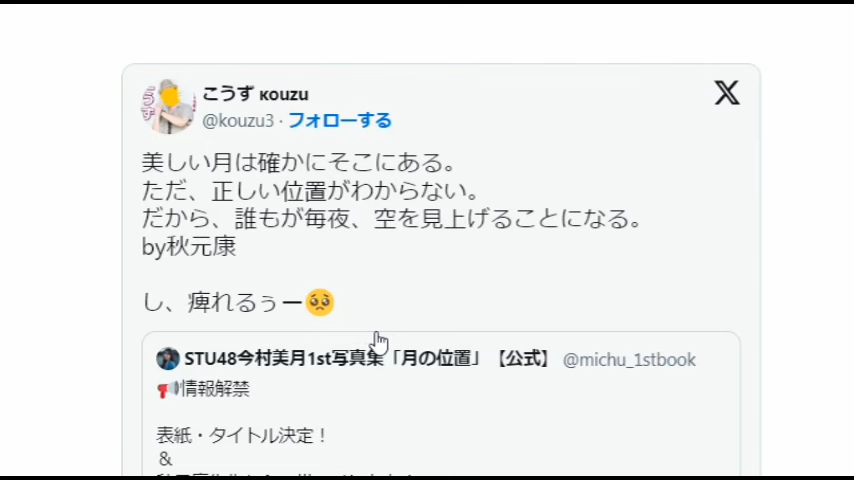 こうず кouzu
@kouzu3・フォローする
美しい月は確かにそこにある。
ただ、正しい位置がわからない。
だから、誰もが毎夜、空を見上げることになる。
by秋元康
し、痺れるぅー🥺
STU48今村美月1st写真集「月の位置」【公式】 @michu_1stbook
📢情報解禁
表紙・タイトル決定！
＆